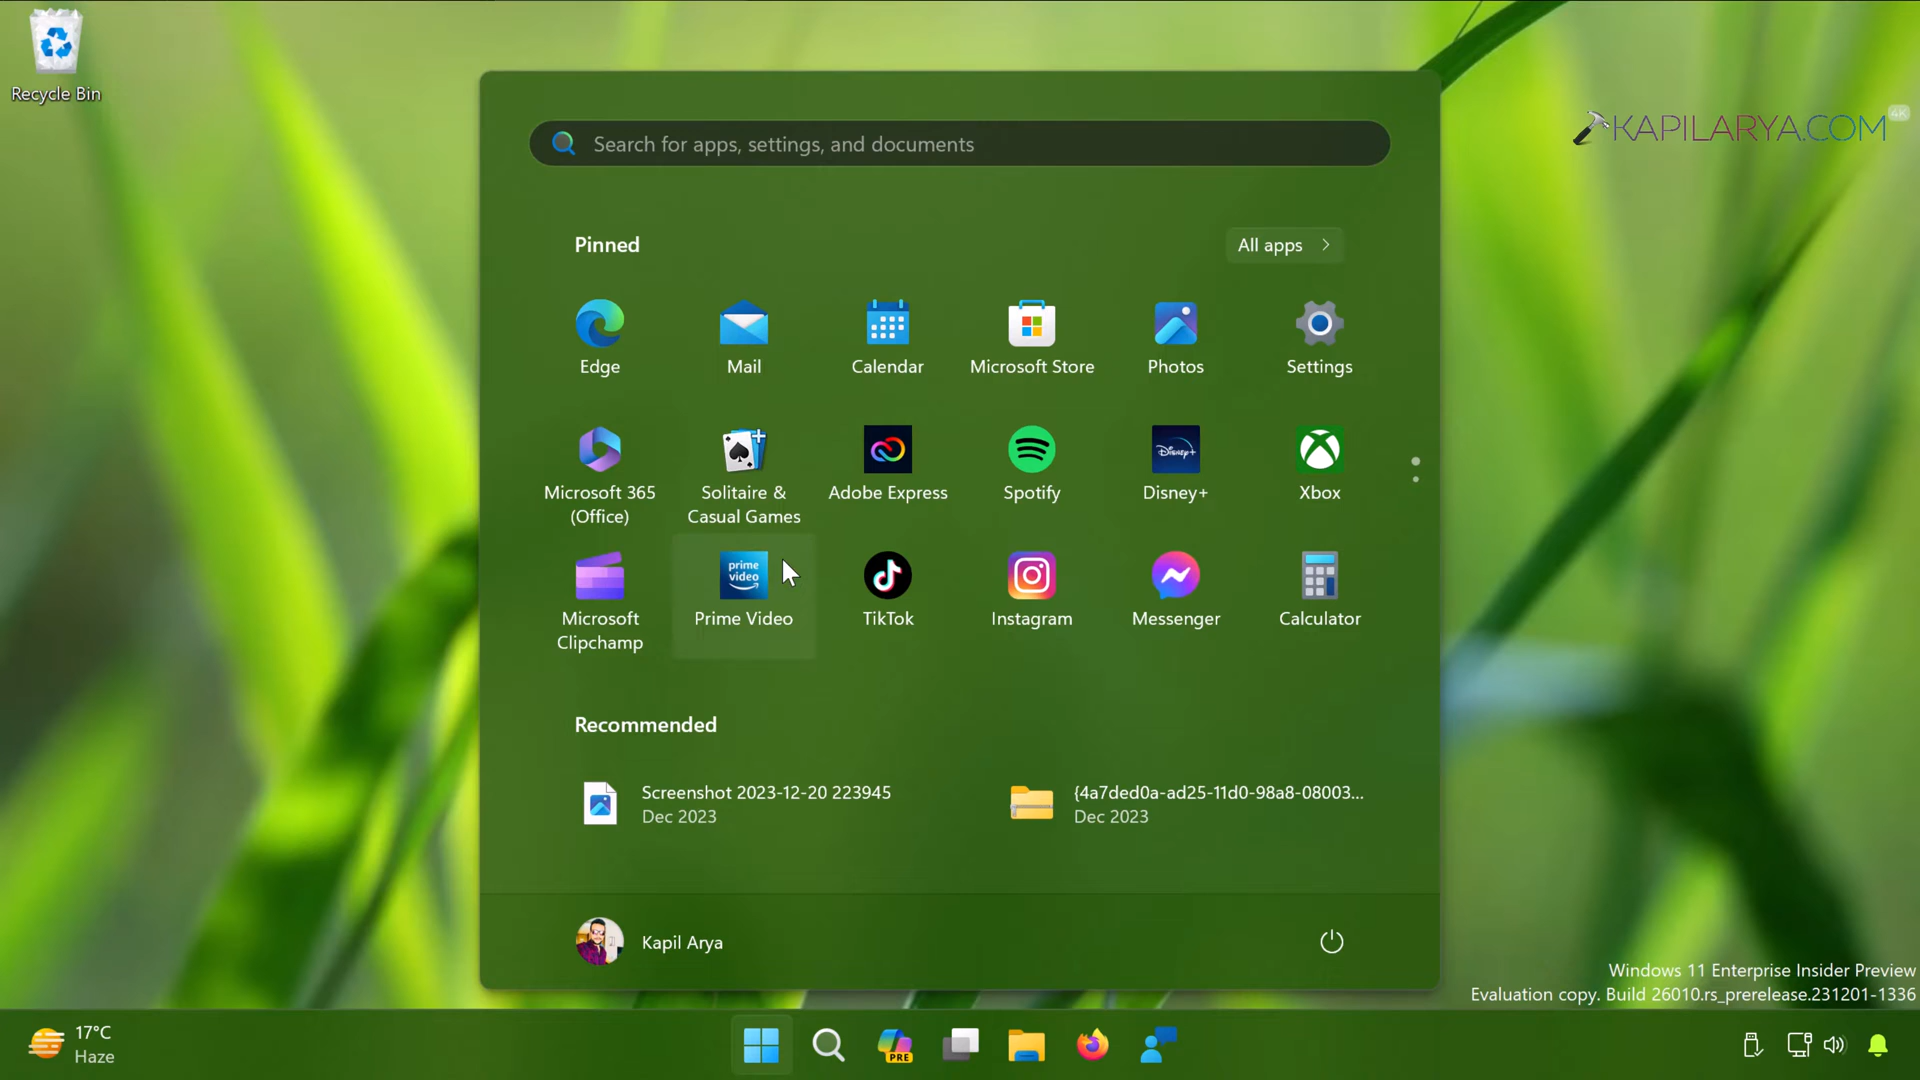 Recycle Bin
KAPILARYA.COM
4K
Search for apps, settings, and documents
Pinned
All apps
Edge
Mail
Calendar
Microsoft Store
Photos
Settings
Microsoft 365
(Office)
Solitaire &
Casual Games
Adobe Express
Disney+
Spotify
Disney+
Xbox
Microsoft
Clipchamp
prime
video
Prime Video
TikTok
Instagram
Messenger
Calculator
Recommended
Screenshot 2023-12-20 223945
Dec 2023
{4a7ded0a-ad25-11d0-98a8-08003...
Dec 2023
Kapil Arya
Windows 11 Enterprise Insider Preview
Evaluation copy. Build 26010.rs_prerelease.231201-1336
17°C
Haze
PRE